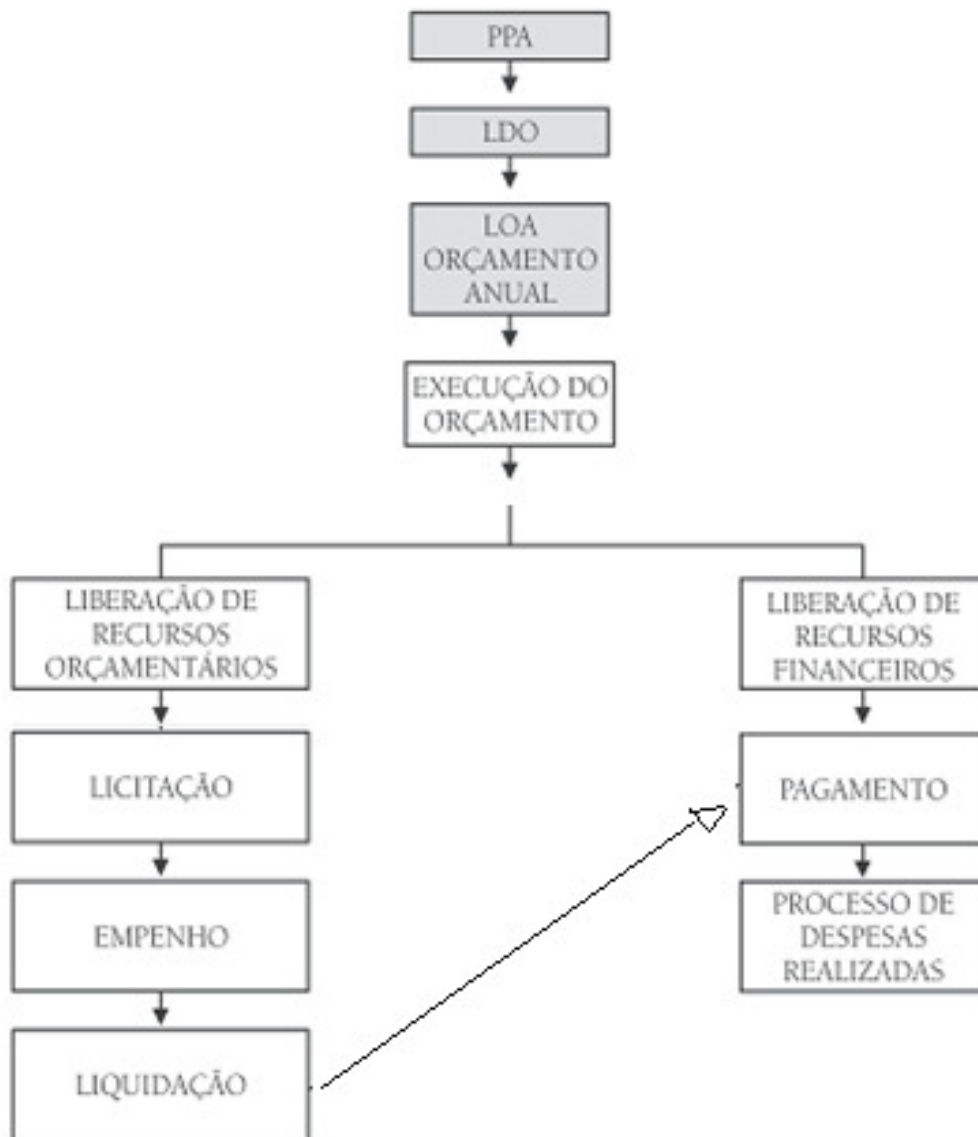 PPA
LDO
LOA
ORÇAMENTO
ANUAL
EXECUÇÃO DO
ORÇAMENTO
LIBERAÇÃO DE
RECURSOS
ORÇAMENTÁRIOS
LICITAÇÃO
EMPENHO
LIQUIDAÇÃO
LIBERAÇÃO DE
RECURSOS
FINANCEIROS
PAGAMENTO
PROCESSO DE
DESPESAS
REALIZADAS